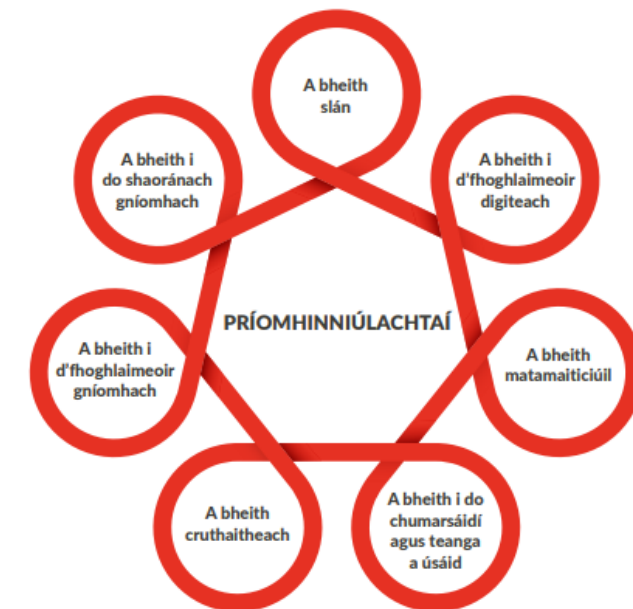 A bheith
slán
A bheith i
d'fhoghlaimeoir
digiteach
A bheith
matamaiticiúil
A bheith i do
chumarsáidí
agus teanga
a úsáid
A bheith
cruthaitheach
A bheith i
d'fhoghlaimeoir
gníomhach
A bheith i
do shaoránach
gníomhach
PRÍOMHINNIÚLACHTAÍ